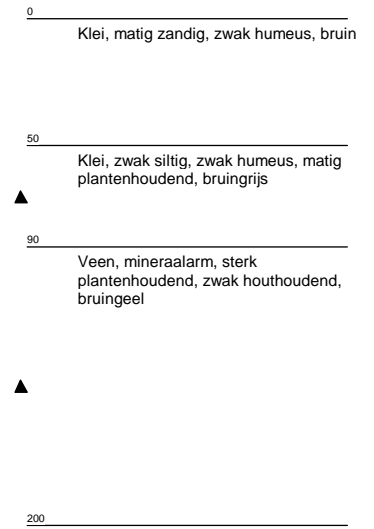 0
Klei, matig zandig, zwak humeus, bruin
50
Klei, zwak siltig, zwak humeus, matig
plantenhoudend, bruingrijs
90
Veen, mineraalarm, sterk
plantenhoudend, zwak houthoudend,
bruingeel
200